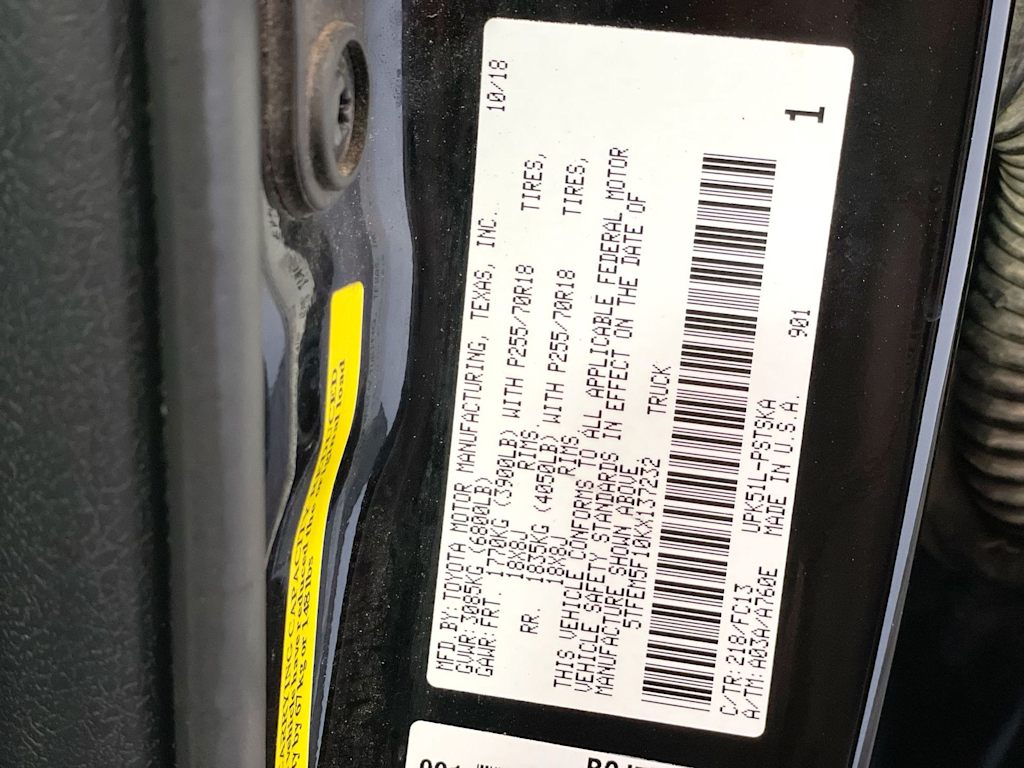 MFD.BY:TOYOTA MOTOR MANUFACTURING, TEXAS, INC. 10/18
GVWR:3085KG (6800LB)
GAWR:FRT. 1770KG (3900LB) WITH P255/70R18 TIRES,
18X8J RIMS,
RR. 1835KG (4050LB) WITH P255/70R18 TIRES,
18X8J RIMS
THIS VEHICLE CONFORMS TO ALL APPLICABLE FEDERAL MOTOR
VEHICLE SAFETY STANDARDS IN EFFECT ON THE DATE OF
MANUFACTURE SHOWN ABOVE.
5TFEM5F10KX137232 TRUCK
C/TR:218/FC13 UPK51L-PSTSKA 901 1
A/TM:A03A/A760E MADE IN U.S.A.
CARRYING CAPACITY REDUCED